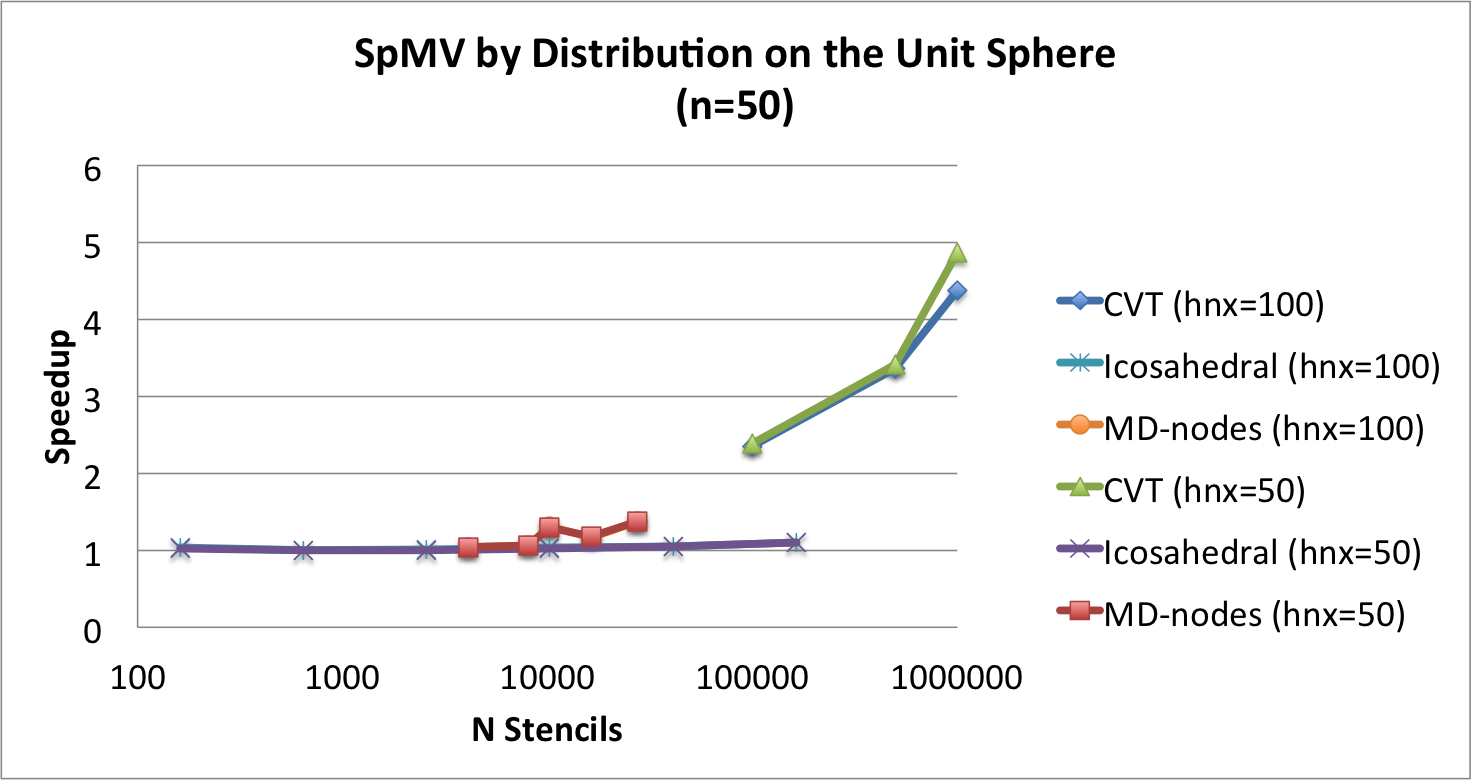 SpMV by Distribution on the Unit Sphere
(n=50)
6
5
4
3
2
1
0
Speedup
100 1000 10000 100000 1000000
N Stencils
CVT (hnx=100)
Icosahedral (hnx=100)
MD-nodes (hnx=100)
CVT (hnx=50)
Icosahedral (hnx=50)
MD-nodes (hnx=50)